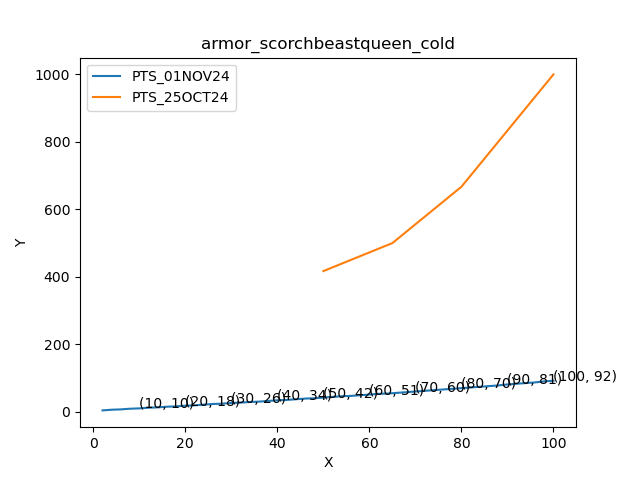 armor_scorchbeastqueen_cold
PTS_01NOV24
PTS_25OCT24
1000
800
600
400
200
0
Y
(10, 10)
(20, 18)
(30, 26)
(40, 34)
(50, 42)
(60, 51)
(70, 60)
(80, 70)
(90, 81)
(100, 92)
0 20 40 60 80 100
X